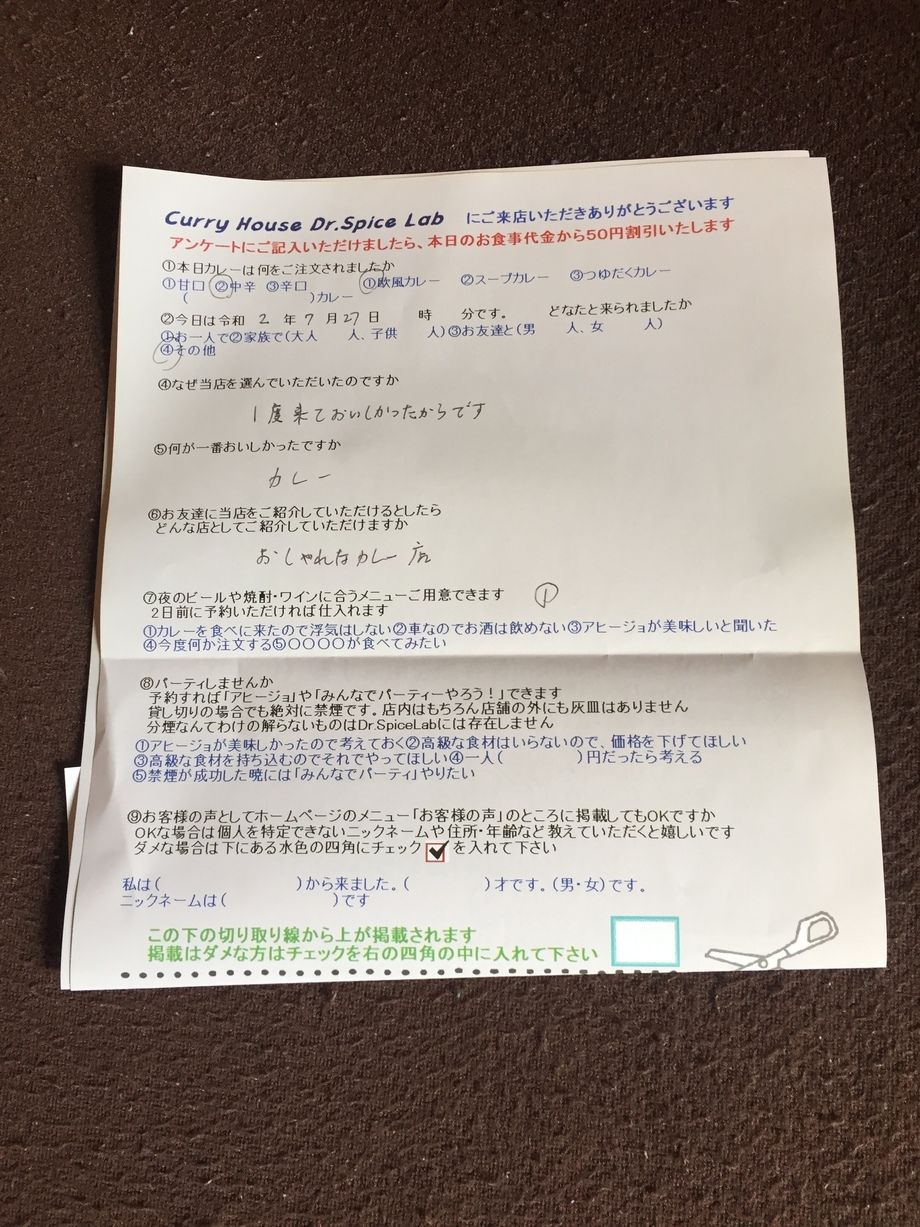 Curry House Dr.Spice Lab にご来店いただきありがとうございます
アンケートにご記入いただけましたら、本日のお食事代金から50円割引いたします
①本日カレーは何をご注文されましたか
①甘口 ②中辛 ③辛口 ①欧風カレー ②スープカレー ③つゆだくカレー
( )カレー
②今日は令和 2 年 7 月 27 日 時 分です。 どなたと来られましたか
①お一人で②家族で(大人 人、子供 人)③お友達と(男 人、女 人)
④その他
④なぜ当店を選んでいただいたのですか
1度来ておいしかったからです
⑤何が一番おいしかったですか
カレー
⑥お友達に当店をご紹介していただけるとしたら
どんな店としてご紹介していただけますか
おしゃれなカレー店
⑦夜のビールや焼酎・ワインに合うメニューご用意できます ①
2日前に予約いただければ仕入れます
①カレーを食べに来たので浮気はしない②車なのでお酒は飲めない③アヒージョが美味しいと聞いた
④今度何か注文する⑤〇〇〇〇が食べてみたい
⑧パーティしませんか
予約すれば「アヒージョ」や「みんなでパーティーやろう！」できます
貸し切りの場合でも絶対に禁煙です。店内はもちろん店舗の外にも灰皿はありません
分煙なんてわけの解らないものはDr.SpiceLabには存在しません
①アヒージョが美味しかったので考えておく②高級な食材はいらないので、価格を下げてほしい
③高級な食材を持ち込むのでそれでやってほしい④一人( )円だったら考える
⑤禁煙が成功した暁には「みんなでパーティ」やりたい
⑨お客様の声としてホームページのメニュー「お客様の声」のところに掲載してもOKですか
OKな場合は個人を特定できないニックネームや住所・年齢など教えていただくと嬉しいです
ダメな場合は下にある水色の四角にチェック を入れて下さい
私は( )から来ました。( )才です。(男・女)です。
ニックネームは( )です
この下の切り取り線から上が掲載されます
掲載はダメな方はチェックを右の四角の中に入れて下さい